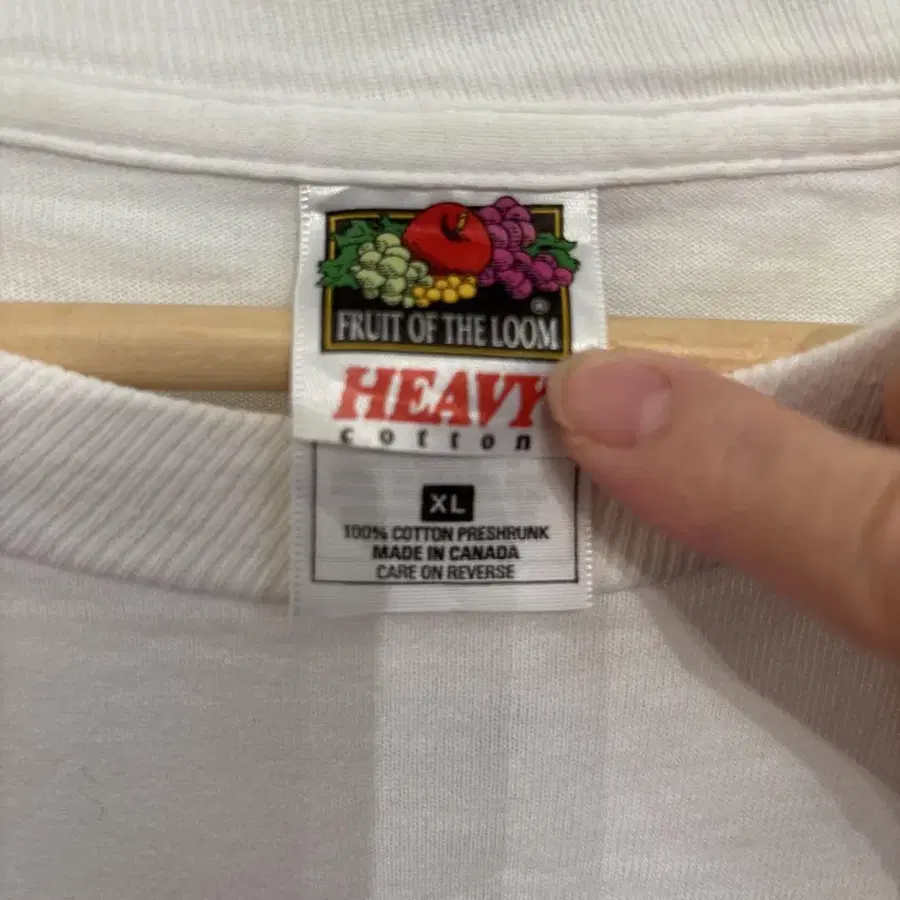 ®
FRUIT OF THE LOOM
HEAVY
cotton
XL
100% COTTON PRESHRUNK
MADE IN CANADA
CARE ON REVERSE